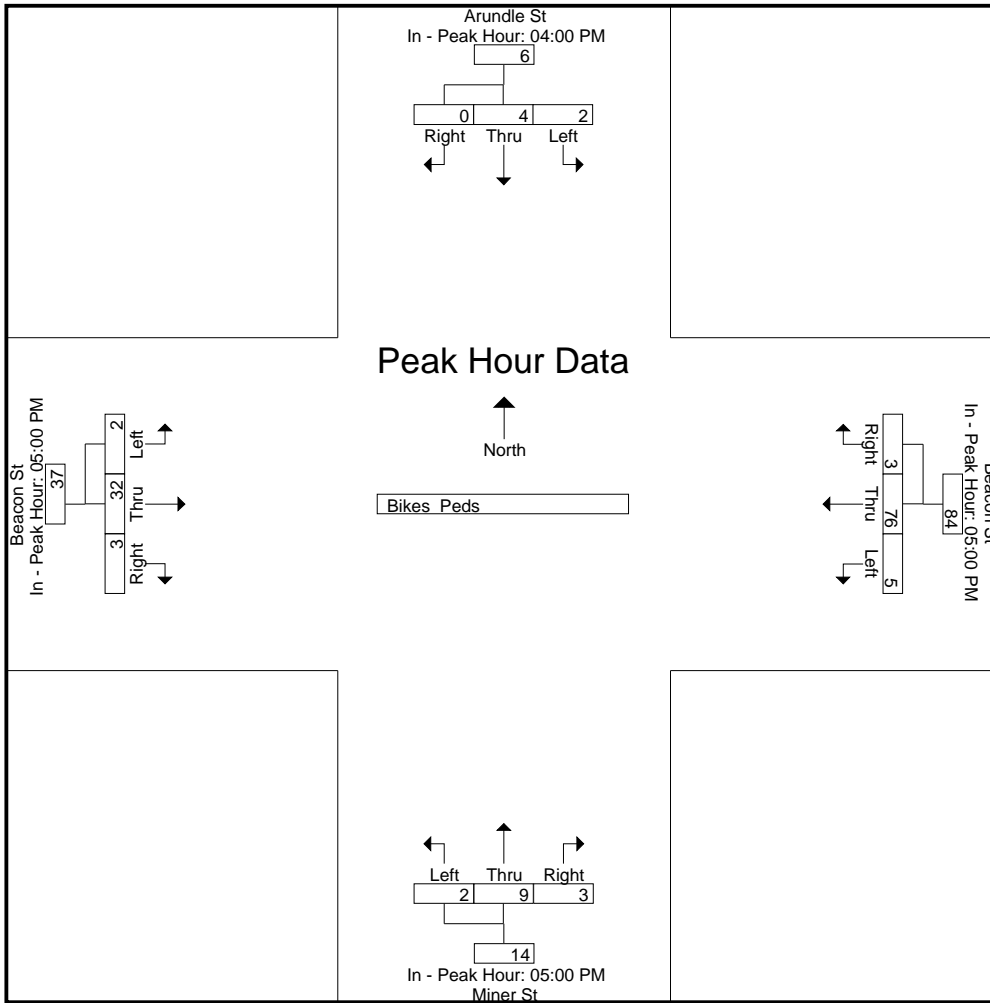 Arundle St
In - Peak Hour: 04:00 PM
6
0 4 2
Right Thru Left
Peak Hour Data
North
Bikes Peds
Beacon St
In - Peak Hour: 05:00 PM
37
2 32 3
Left Thru Right
Right Thru Left
3 76 5
84
In - Peak Hour: 05:00 PM
Beacon St
Left Thru Right
2 9 3
14
In - Peak Hour: 05:00 PM
Miner St